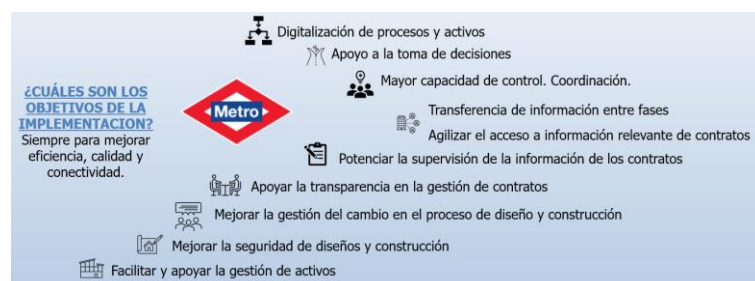 ¿CUÁLES SON LOS
OBJETIVOS DE LA
IMPLEMENTACION?
Siempre para mejorar
eficiencia, calidad y
conectividad.
Metro
Digitalización de procesos y activos
Apoyo a la toma de decisiones
Mayor capacidad de control. Coordinación.
Transferencia de información entre fases
Agilizar el acceso a información relevante de contratos
Potenciar la supervisión de la información de los contratos
Apoyar la transparencia en la gestión de contratos
Mejorar la gestión del cambio en el proceso de diseño y construcción
Mejorar la seguridad de diseños y construcción
Facilitar y apoyar la gestión de activos